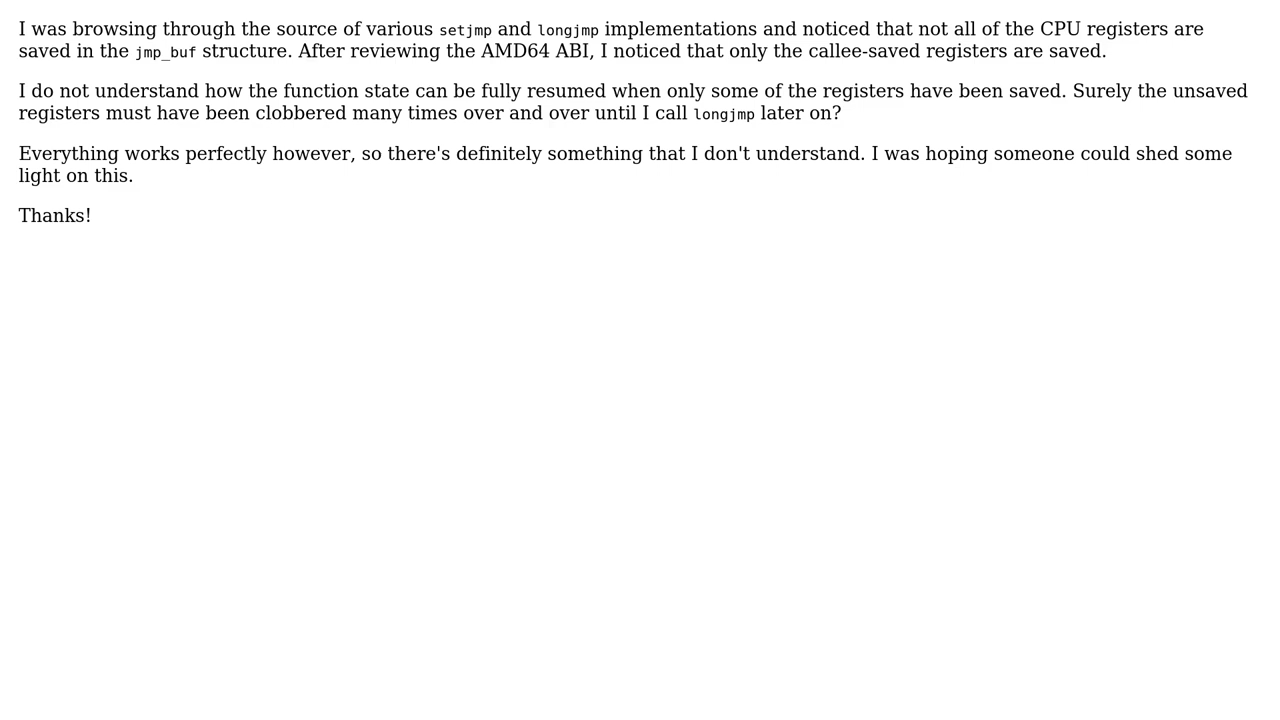 I was browsing through the source of various setjmp and longjmp implementations and noticed that not all of the CPU registers are
saved in the jmp_buf structure. After reviewing the AMD64 ABI, I noticed that only the callee-saved registers are saved.
I do not understand how the function state can be fully resumed when only some of the registers have been saved. Surely the unsaved
registers must have been clobbered many times over and over until I call longjmp later on?
Everything works perfectly however, so there's definitely something that I don't understand. I was hoping someone could shed some
light on this.
Thanks!